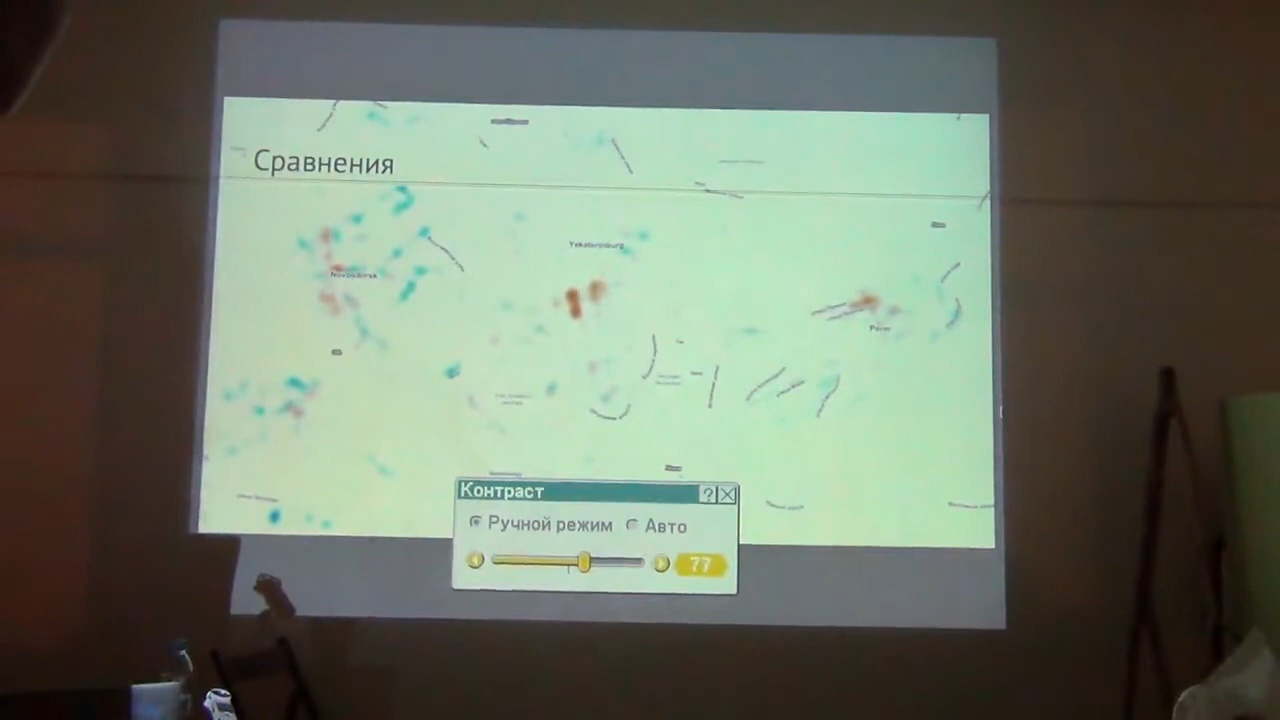 Сравнения
Yekaterinburg
Novosibirsk
Perm
Контраст
Ручной режим Авто
77